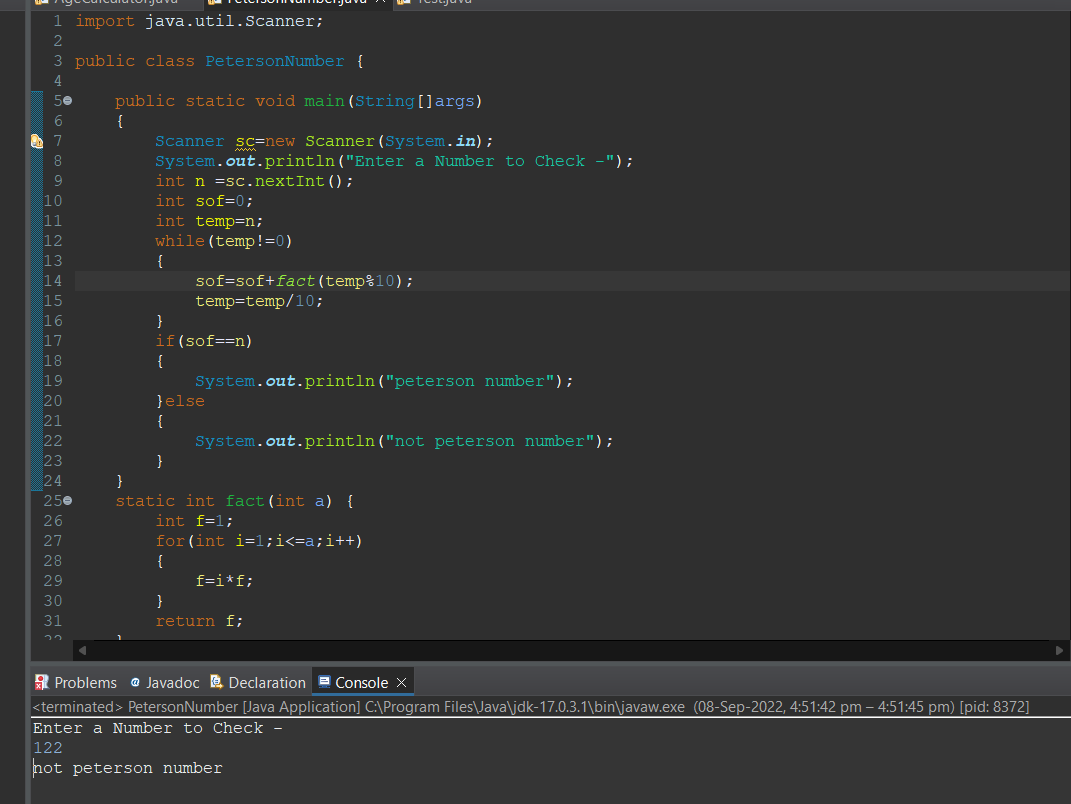 AgeCalculator.java PetersonNumber.java Test.java
1 import java.util.Scanner;
2
3 public class PetersonNumber {
4
5 public static void main(String[]args)
6 {
7 Scanner sc=new Scanner(System.in);
8 System.out.println("Enter a Number to Check -");
9 int n =sc.nextInt();
10 int sof=0;
11 int temp=n;
12 while(temp!=0)
13 {
14 sof=sof+fact(temp%10);
15 temp=temp/10;
16 }
17 if(sof==n)
18 {
19 System.out.println("peterson number");
20 }else
21 {
22 System.out.println("not peterson number");
23 }
24 }
25 static int fact(int a) {
26 int f=1;
27 for(int i=1;i<=a;i++)
28 {
29 f=i*f;
30 }
31 return f;
32 }
Problems Javadoc Declaration Console
<terminated> PetersonNumber [Java Application] C:\Program Files\Java\jdk-17.0.3.1\bin\javaw.exe (08-Sep-2022, 4:51:42 pm – 4:51:45 pm) [pid: 8372]
Enter a Number to Check -
122
not peterson number